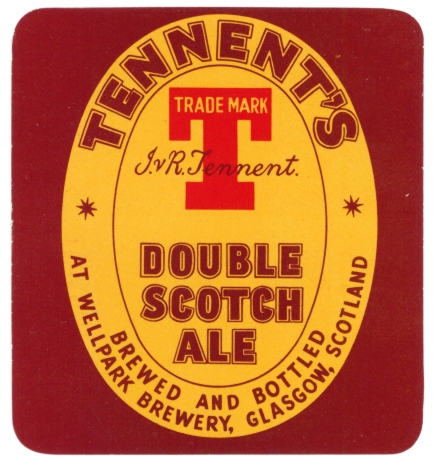 TENNENT'S
TRADE MARK
T
J. & R. Tennent.
DOUBLE
SCOTCH
ALE
BREWED AND BOTTLED
AT WELLPARK BREWERY, GLASGOW, SCOTLAND